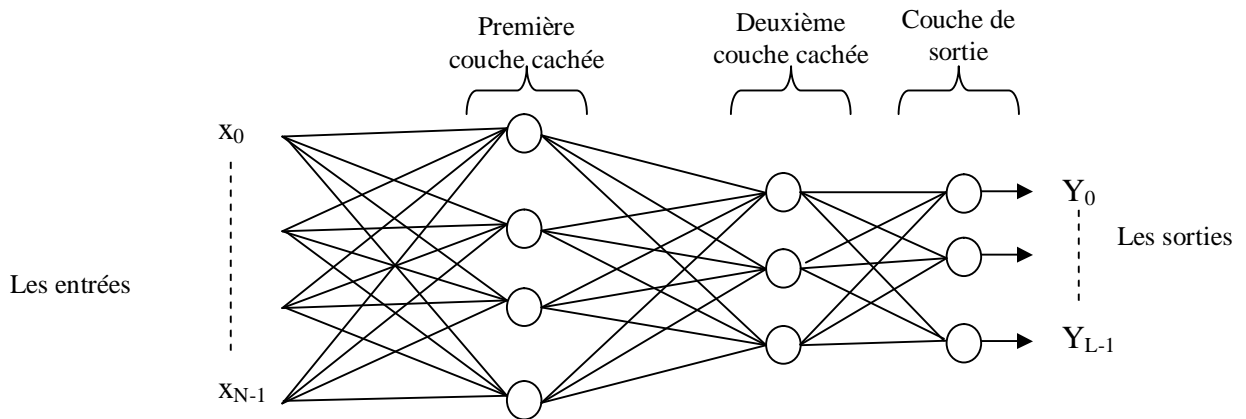 Première
couche cachée
Deuxième
couche cachée
Couche de
sortie
x0
Y0
Les sorties
Les entrées
YL-1
xN-1